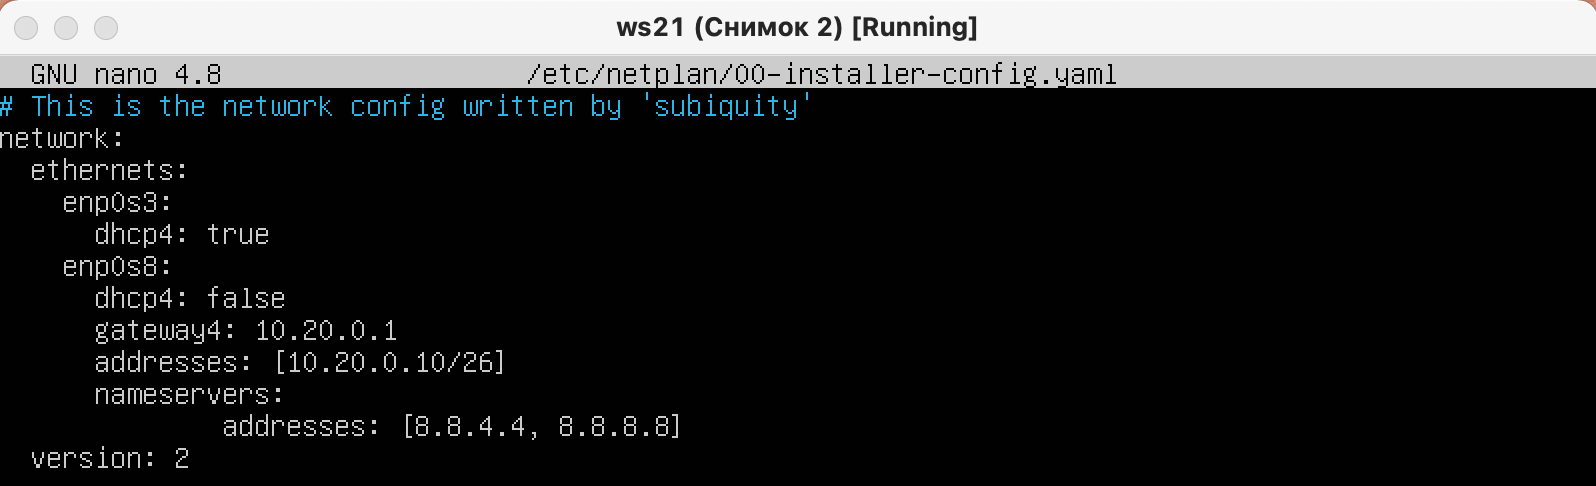 ws21 (Снимок 2) [Running]
GNU nano 4.8 /etc/netplan/00-installer-config.yaml
# This is the network config written by 'subiquity'
network:
  ethernets:
    enp0s3:
      dhcp4: true
    enp0s8:
      dhcp4: false
      gateway4: 10.20.0.1
      addresses: [10.20.0.10/26]
      nameservers:
              addresses: [8.8.4.4, 8.8.8.8]
  version: 2